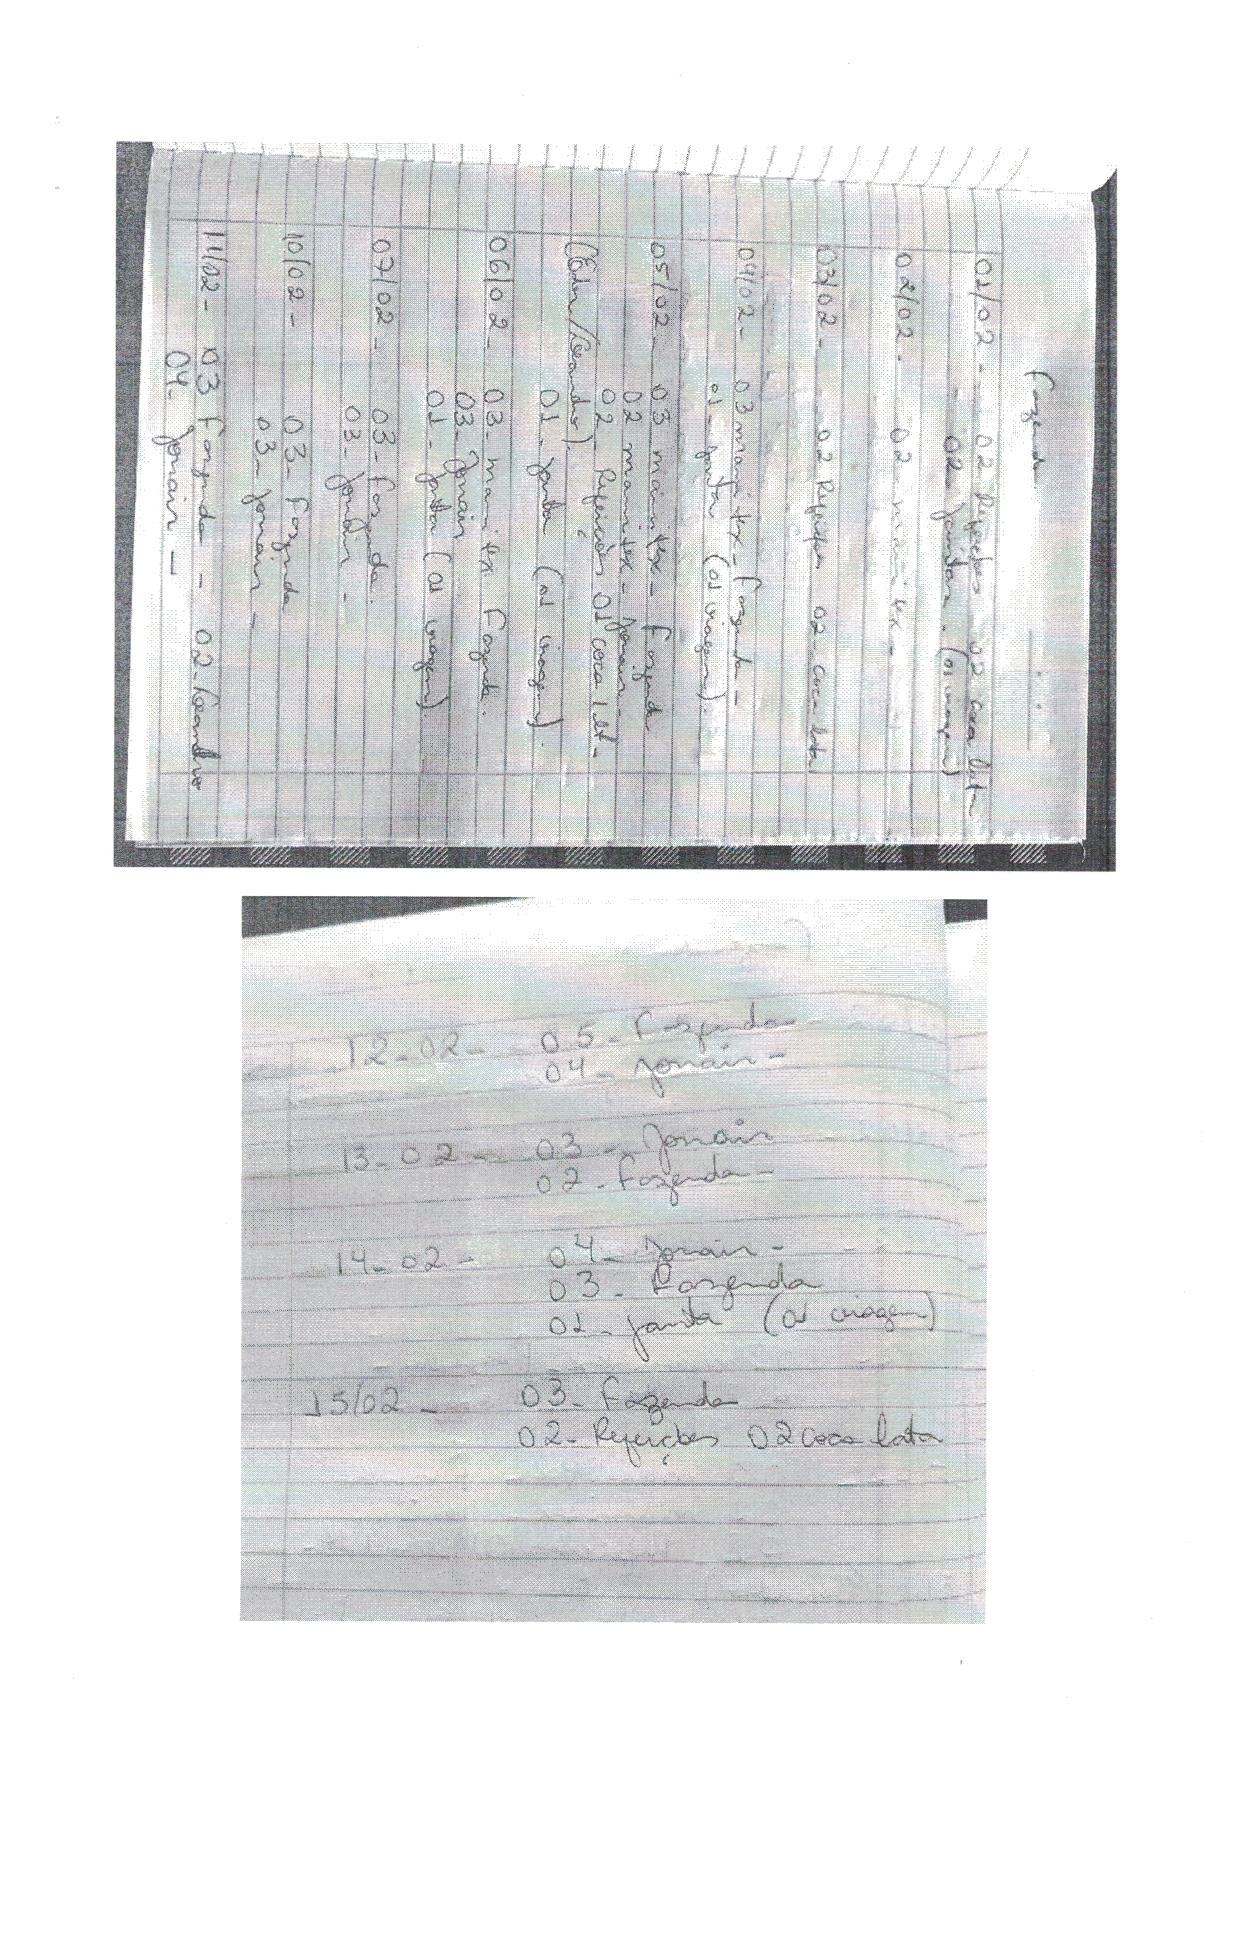 Fazenda
01/02 - 02 Refeições 02 coca lata
- 02 Jantar - (01 viagem)
02/02 - 02 - marmitex -
03/02 - 02 Refeições 02 coca lata
04/02 - 03 marmitex - Fazenda -
01 - janta (01 viagem).
05/02 - 03 marmitex - Fazenda
02 marmitex - Jonair -
02 - Refeições 01 coca 1 lt -
(Eder/Leandro).
01 - janta (01 viagem).
06/02 - 03 - marmitex Fazenda.
03 - Jonair
01 - janta (01 viagem).
07/02 - 03 - Fazenda.
03 - Jonair -
10/02 - 03 - Fazenda
03 - Jonair -
11/02 - 03 Fazenda - 02 - Leandro
04 - Jonair -
12-02- 05 - Fazenda
04 - Jonair -
13-02- 03 - Jonair
02 - Fazenda -
14-02- 04 - Jonair -
03 - Fazenda
01 - janta (01 viagem)
15/02 - 03 - Fazenda
02 - Refeições 02 coca lata